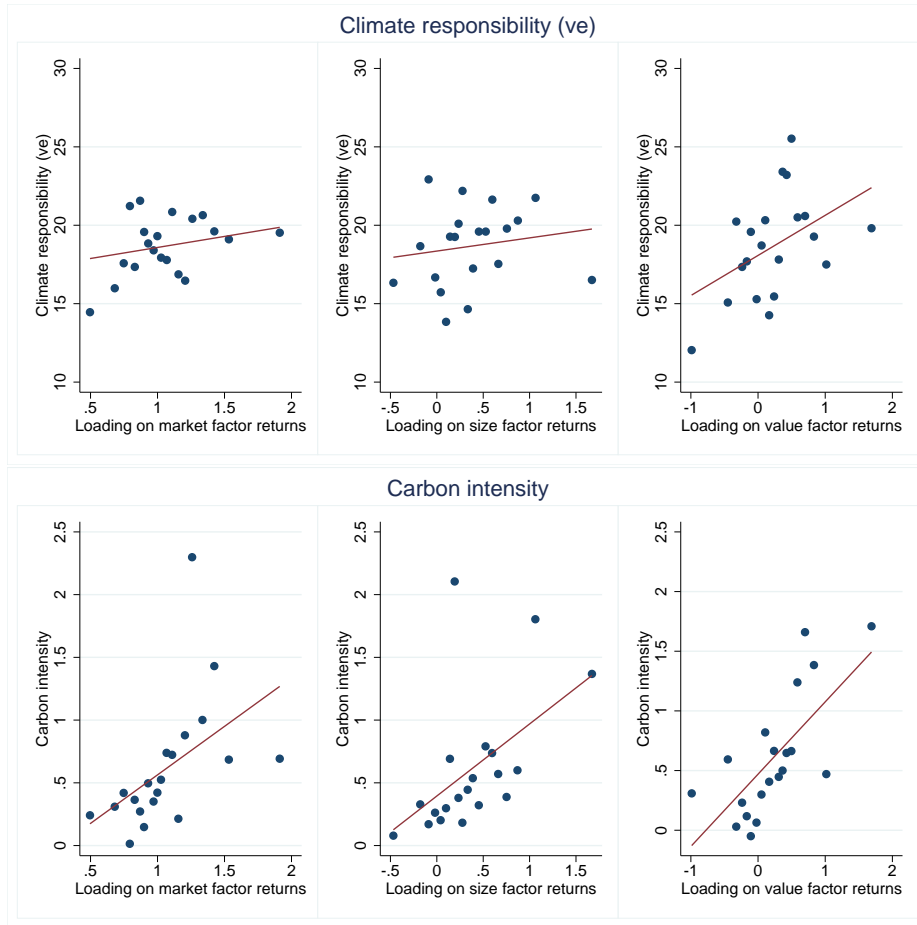 Climate responsibility (ve)
Climate responsibility (ve)
30
25
20
15
10
.5 1 1.5 2
Loading on market factor returns
Climate responsibility (ve)
30
25
20
15
10
-.5 0 .5 1 1.5
Loading on size factor returns
Climate responsibility (ve)
30
25
20
15
10
-1 0 1 2
Loading on value factor returns
Carbon intensity
Carbon intensity
2.5
2
1.5
1
.5
0
.5 1 1.5 2
Loading on market factor returns
Carbon intensity
2.5
2
1.5
1
.5
0
-.5 0 .5 1 1.5
Loading on size factor returns
Carbon intensity
2.5
2
1.5
1
.5
0
-1 0 1 2
Loading on value factor returns